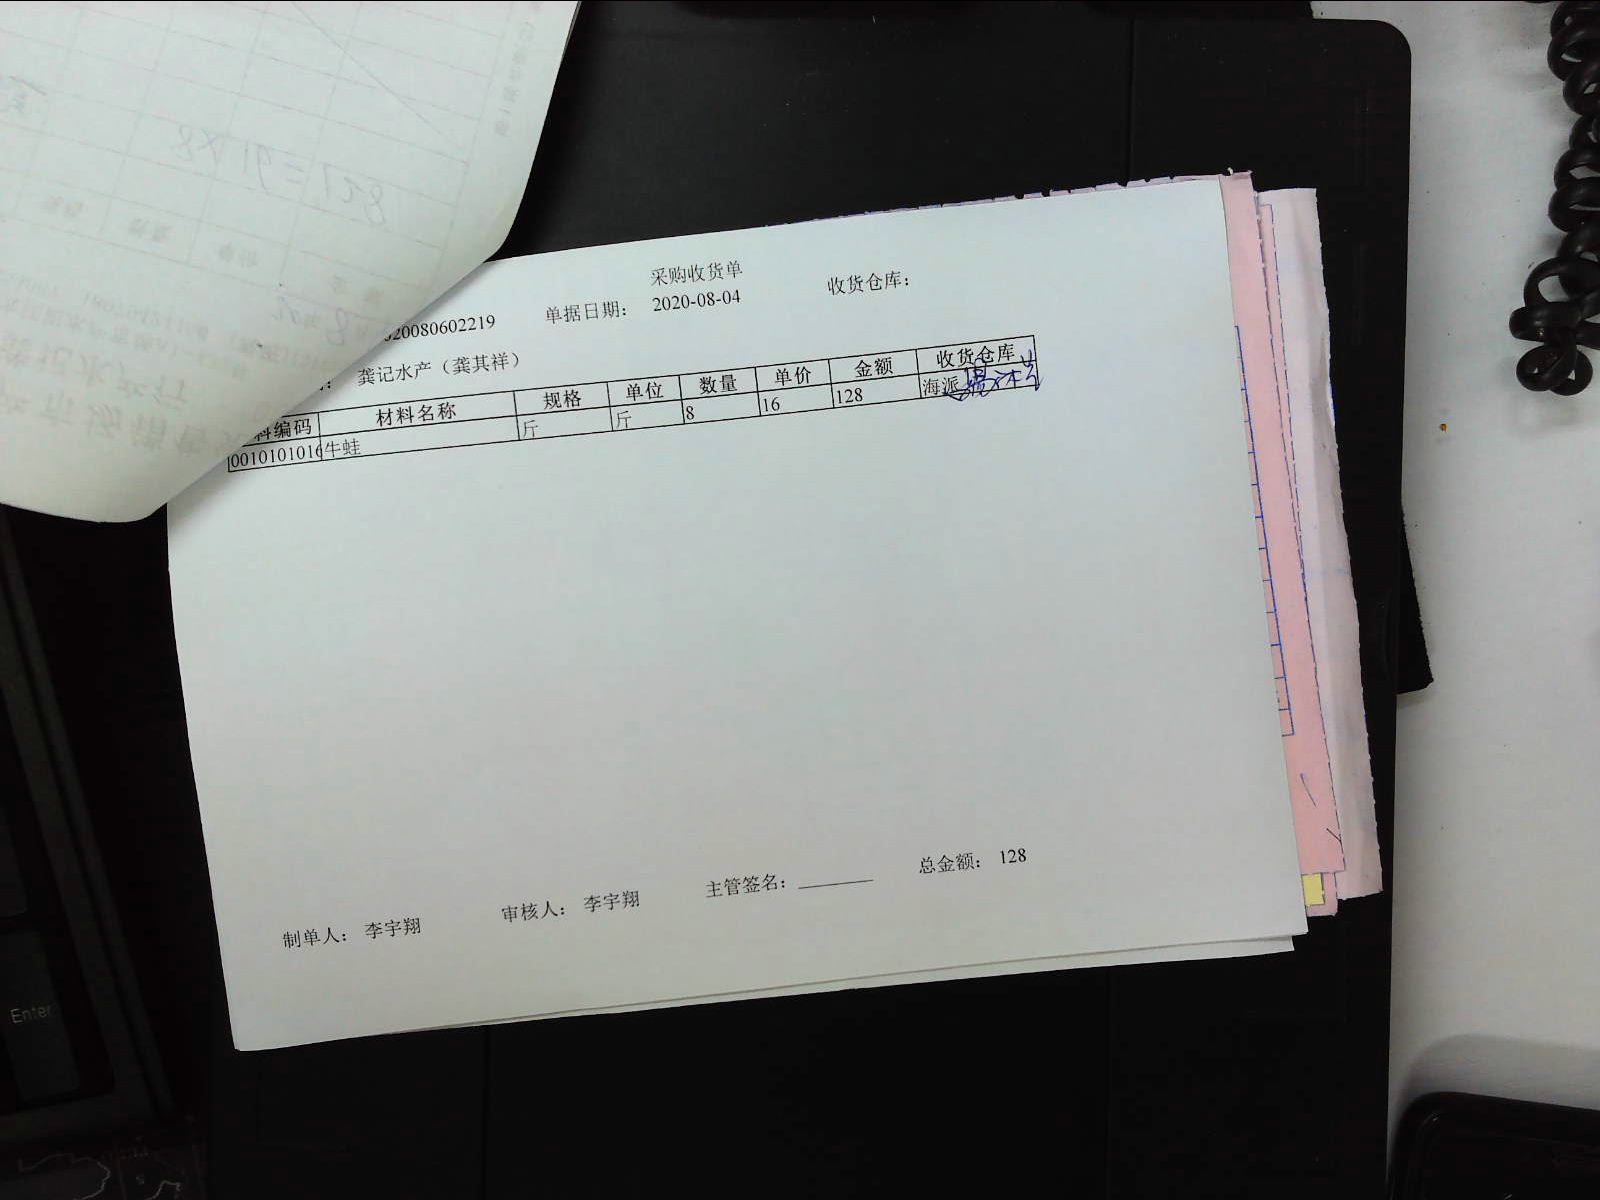 采购收货单
20080602219 单据日期： 2020-08-04 收货仓库：
： 龚记水产（龚其祥）
料编码 材料名称 规格 单位 数量 单价 金额 收货仓库
0010101016 牛蛙 斤 斤 8 16 128 海派
制单人： 李宇翔 审核人： 李宇翔 主管签名： 总金额： 128
Enter